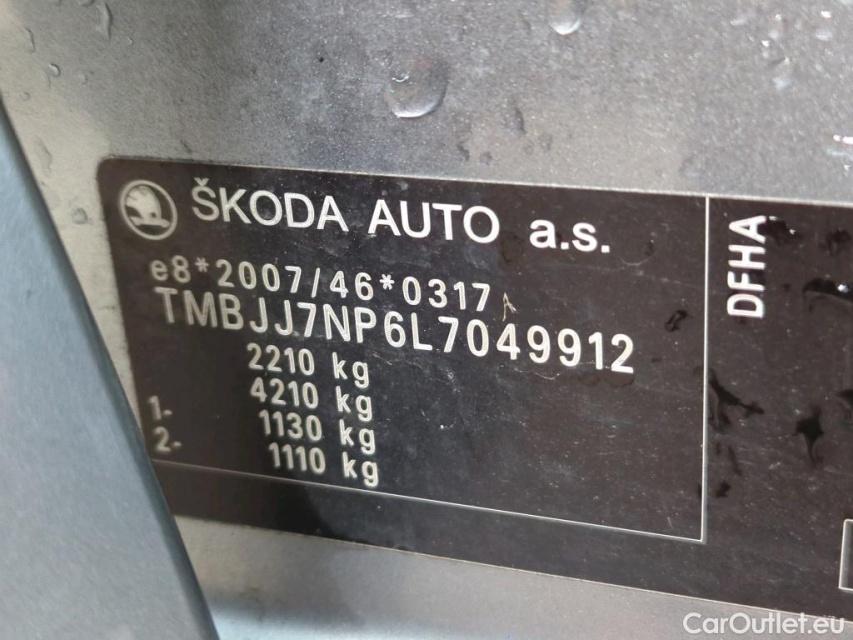 ŠKODA AUTO a.s.
e8*2007/46*0317
TMBJJ7NP6L7049912
2210 kg
4210 kg
1- 1130 kg
2- 1110 kg
DFHA
CarOutlet.eu